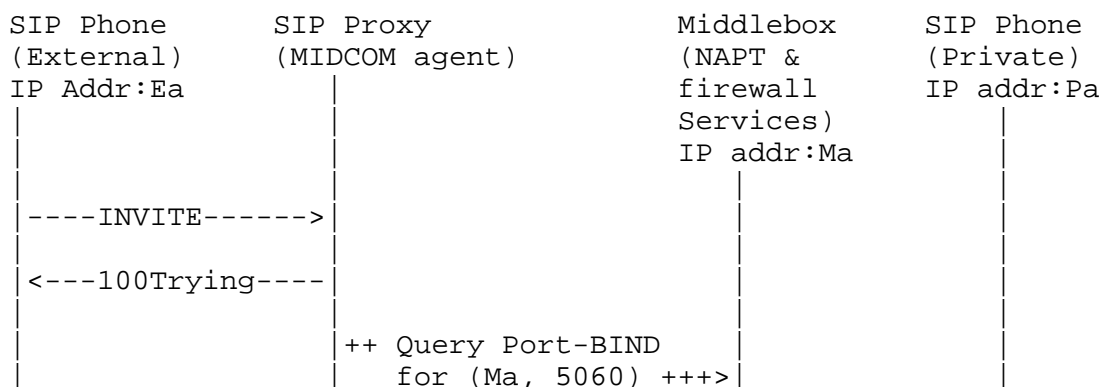 SIP Phone       SIP Proxy                Middlebox     SIP Phone
(External)     (MIDCOM agent)            (NAPT &       (Private)
IP Addr:Ea         |                     firewall      IP addr:Pa
|                  |                     Services)          |
|                  |                     IP addr:Ma         |
|                  |                         |              |
|----INVITE------>|                         |              |
|                  |                         |              |
|<---100Trying----|                         |              |
|                  |                         |              |
|                  |++ Query Port-BIND       |              |
|                  |   for (Ma, 5060) +++>|              |